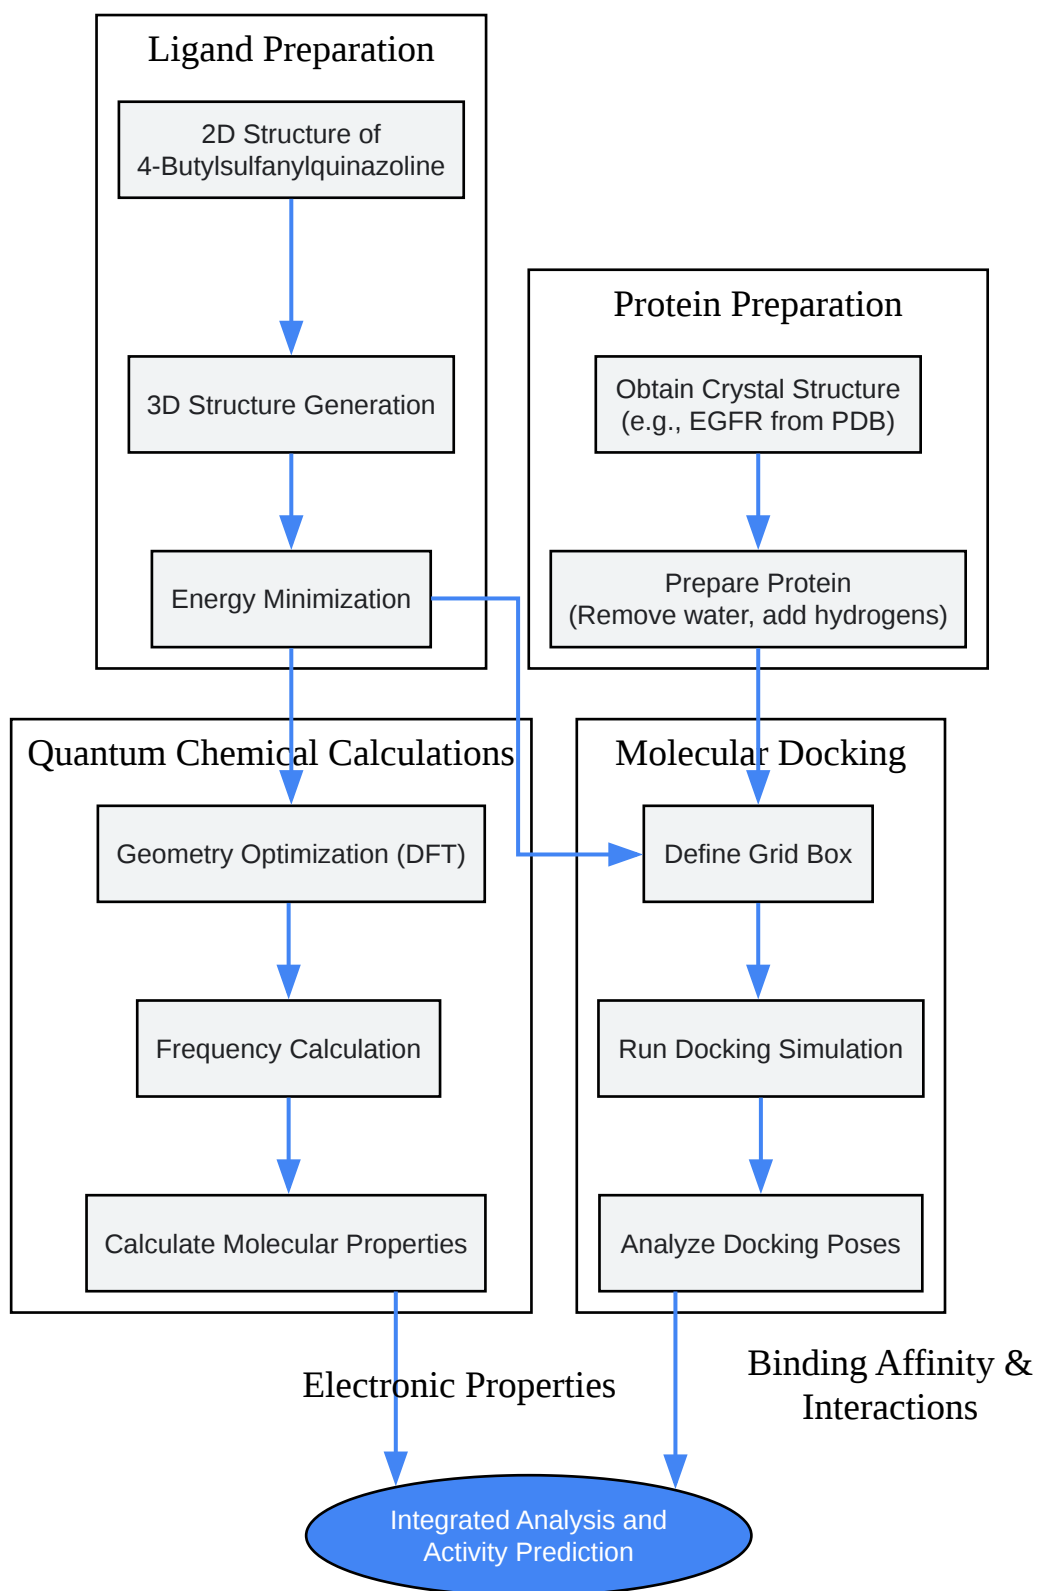 Ligand Preparation
2D Structure of
4-Butylsulfanylquinazoline
3D Structure Generation
Energy Minimization
Protein Preparation
Obtain Crystal Structure
(e.g., EGFR from PDB)
Prepare Protein
(Remove water, add hydrogens)
Quantum Chemical Calculations
Geometry Optimization (DFT)
Frequency Calculation
Calculate Molecular Properties
Molecular Docking
Define Grid Box
Run Docking Simulation
Analyze Docking Poses
Electronic Properties
Binding Affinity &
Interactions
Integrated Analysis and
Activity Prediction